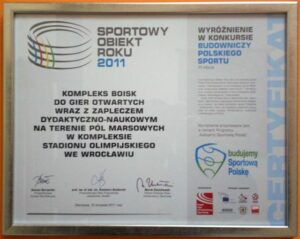 SPORTOWY
OBIEKT
ROKU
2011
WYRÓŻNIENIE
W KONKURSIE
BUDOWNICZY
POLSKIEGO
SPORTU
KOMPLEKS BOISK
DO GIER OTWARTYCH
WRAZ Z ZAPLECZEM
DYDAKTYCZNO-NAUKOWYM
NA TERENIE PÓL MARSOWYCH
W KOMPLEKSIE
STADIONU OLIMPIJSKIEGO
WE WROCŁAWIU
budujemy
Sportową
Polskę
CERTYFIKAT